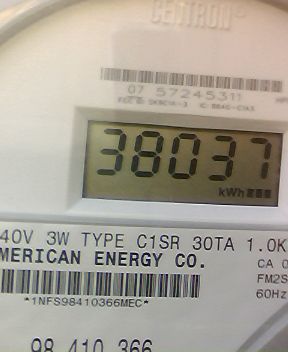 CENTRON®
07 57245311
38037
kWh
40V 3W TYPE C1SR 30TA 1.0K
MERICAN ENERGY CO.
CA 0
FM2S
60Hz
*1NFS98410366MEC*
98 410 366